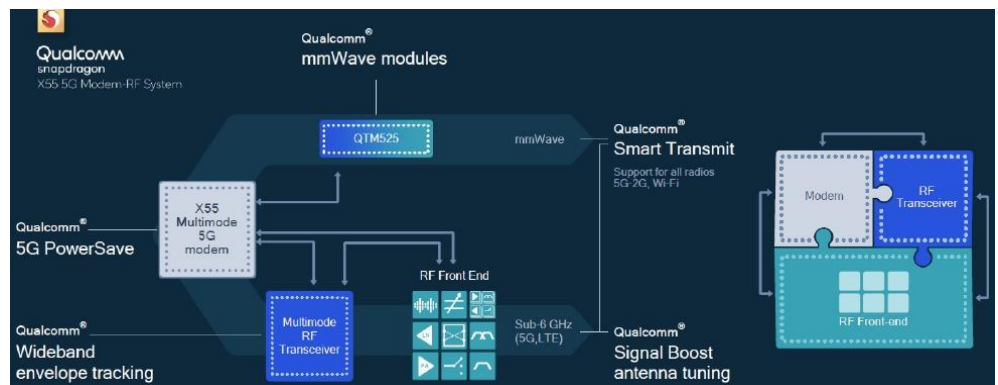 Qualcomm
snapdragon
X55 5G Modem-RF System
Qualcomm®
mmWave modules
QTM525
mmWave
Qualcomm®
Smart Transmit
Support for all radios
5G-2G, Wi-Fi
X55
Multimode
5G
modem
Qualcomm®
5G PowerSave
RF Front End
Multimode
RF
Transceiver
LN
PA
Sub-6 GHz
(5G,LTE)
Qualcomm®
Wideband
envelope tracking
Qualcomm®
Signal Boost
antenna tuning
Modem
RF
Transceiver
RF Front-end